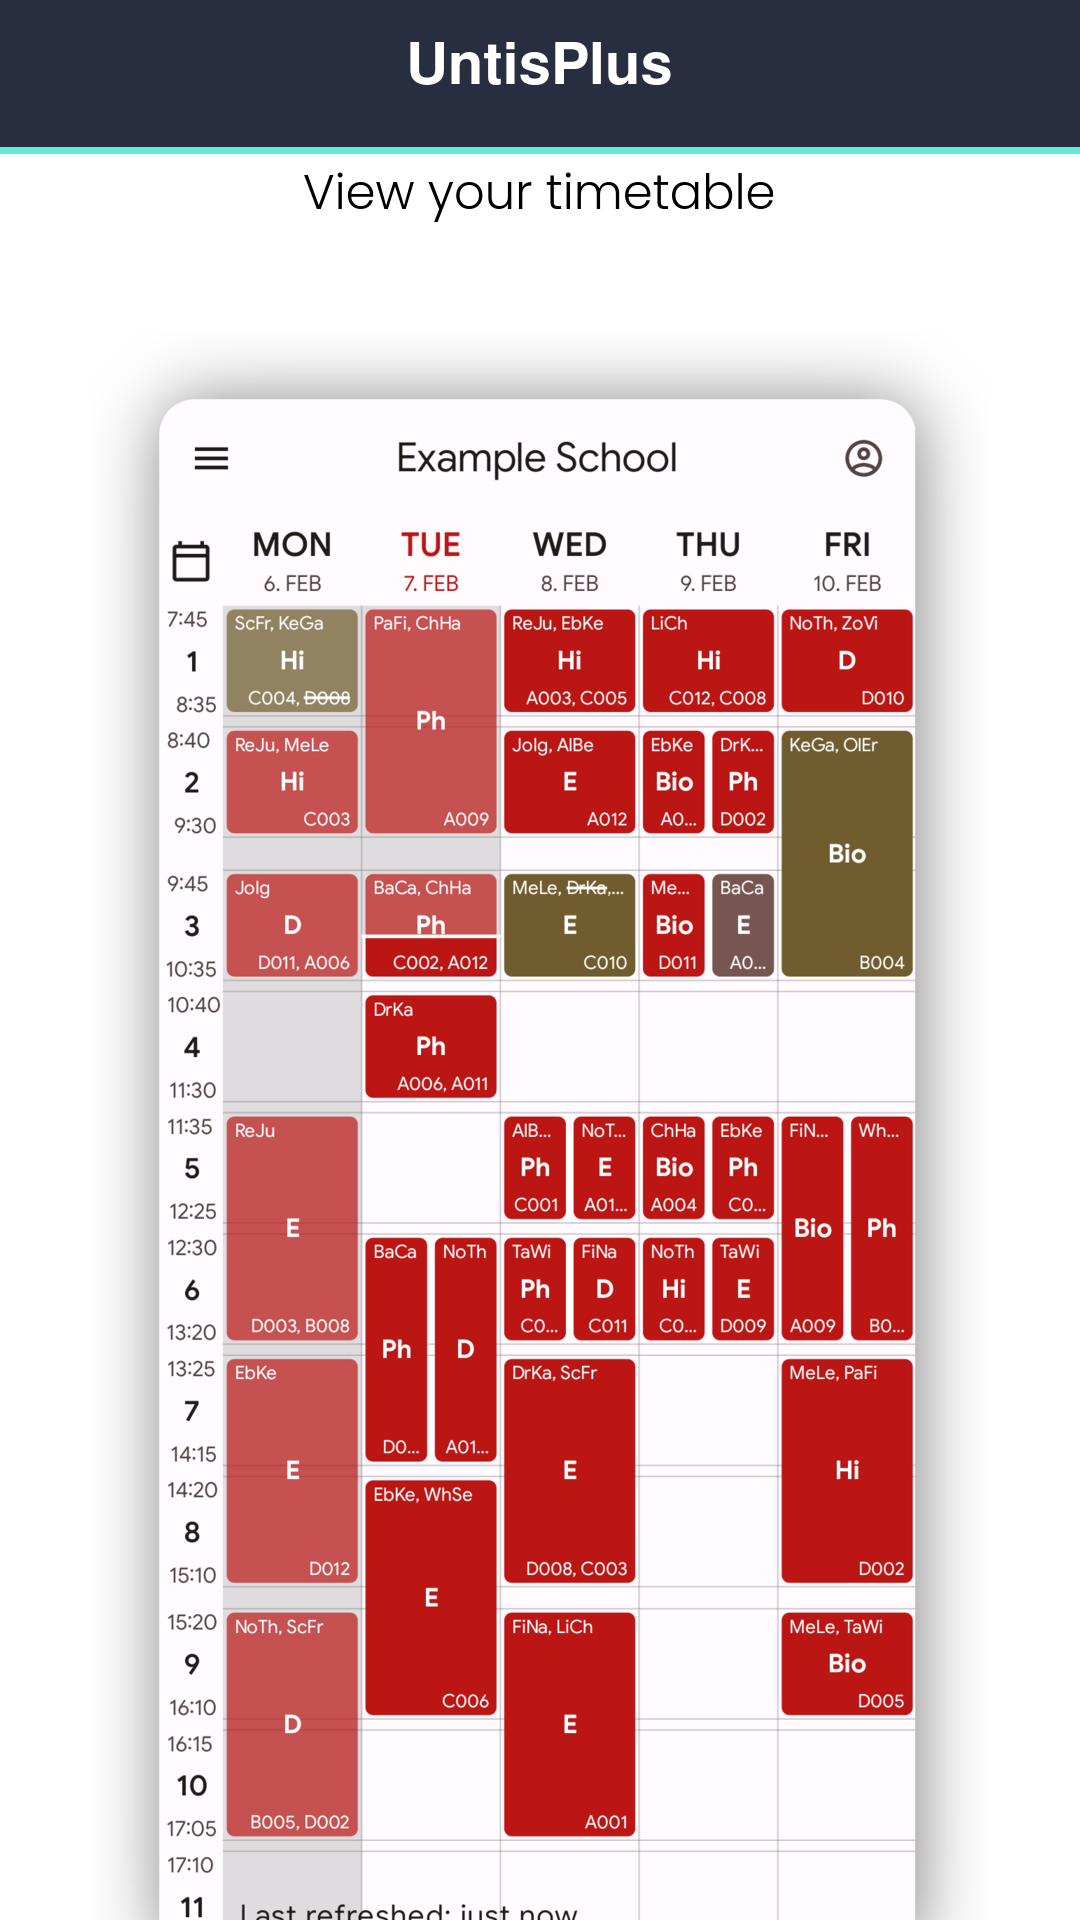 UntisPlus
View your timetable
Example School
MON TUE WED THU FRI
6. FEB 7. FEB 8. FEB 9. FEB 10. FEB
7:45
1
8:35
ScFr, KeGa
Hi
C004, D008
PaFi, ChHa
Ph
A009
ReJu, EbKe
Hi
A003, C005
LiCh
Hi
C012, C008
NoTh, ZoVi
D
D010
8:40
2
9:30
ReJu, MeLe
Hi
C003
JoIg, AlBe
E
A012
EbKe
Bio
A0...
DrK...
Ph
D002
KeGa, OlEr
Bio
B004
9:45
3
10:35
JoIg
D
D011, A006
BaCa, ChHa
Ph
C002, A012
MeLe, DrKa,...
E
C010
Me...
Bio
D011
BaCa
E
A0...
10:40
4
11:30
DrKa
Ph
A006, A011
11:35
5
12:25
ReJu
E
D003, B008
AlB...
Ph
C001
NoT...
E
A01...
ChHa
Bio
A004
EbKe
Ph
C0...
FiN...
Bio
A009
Wh...
Ph
B0...
12:30
6
13:20
BaCa
Ph
D0...
NoTh
D
A01...
TaWi
Ph
C0...
FiNa
D
C011
NoTh
Hi
C0...
TaWi
E
D009
13:25
7
14:15
EbKe
E
D012
DrKa, ScFr
E
D008, C003
MeLe, PaFi
Hi
D002
14:20
8
15:10
EbKe, WhSe
E
C006
15:20
9
16:10
NoTh, ScFr
D
B005, D002
FiNa, LiCh
E
A001
MeLe, TaWi
Bio
D005
16:15
10
17:05
17:10
11
Last refreshed: just now